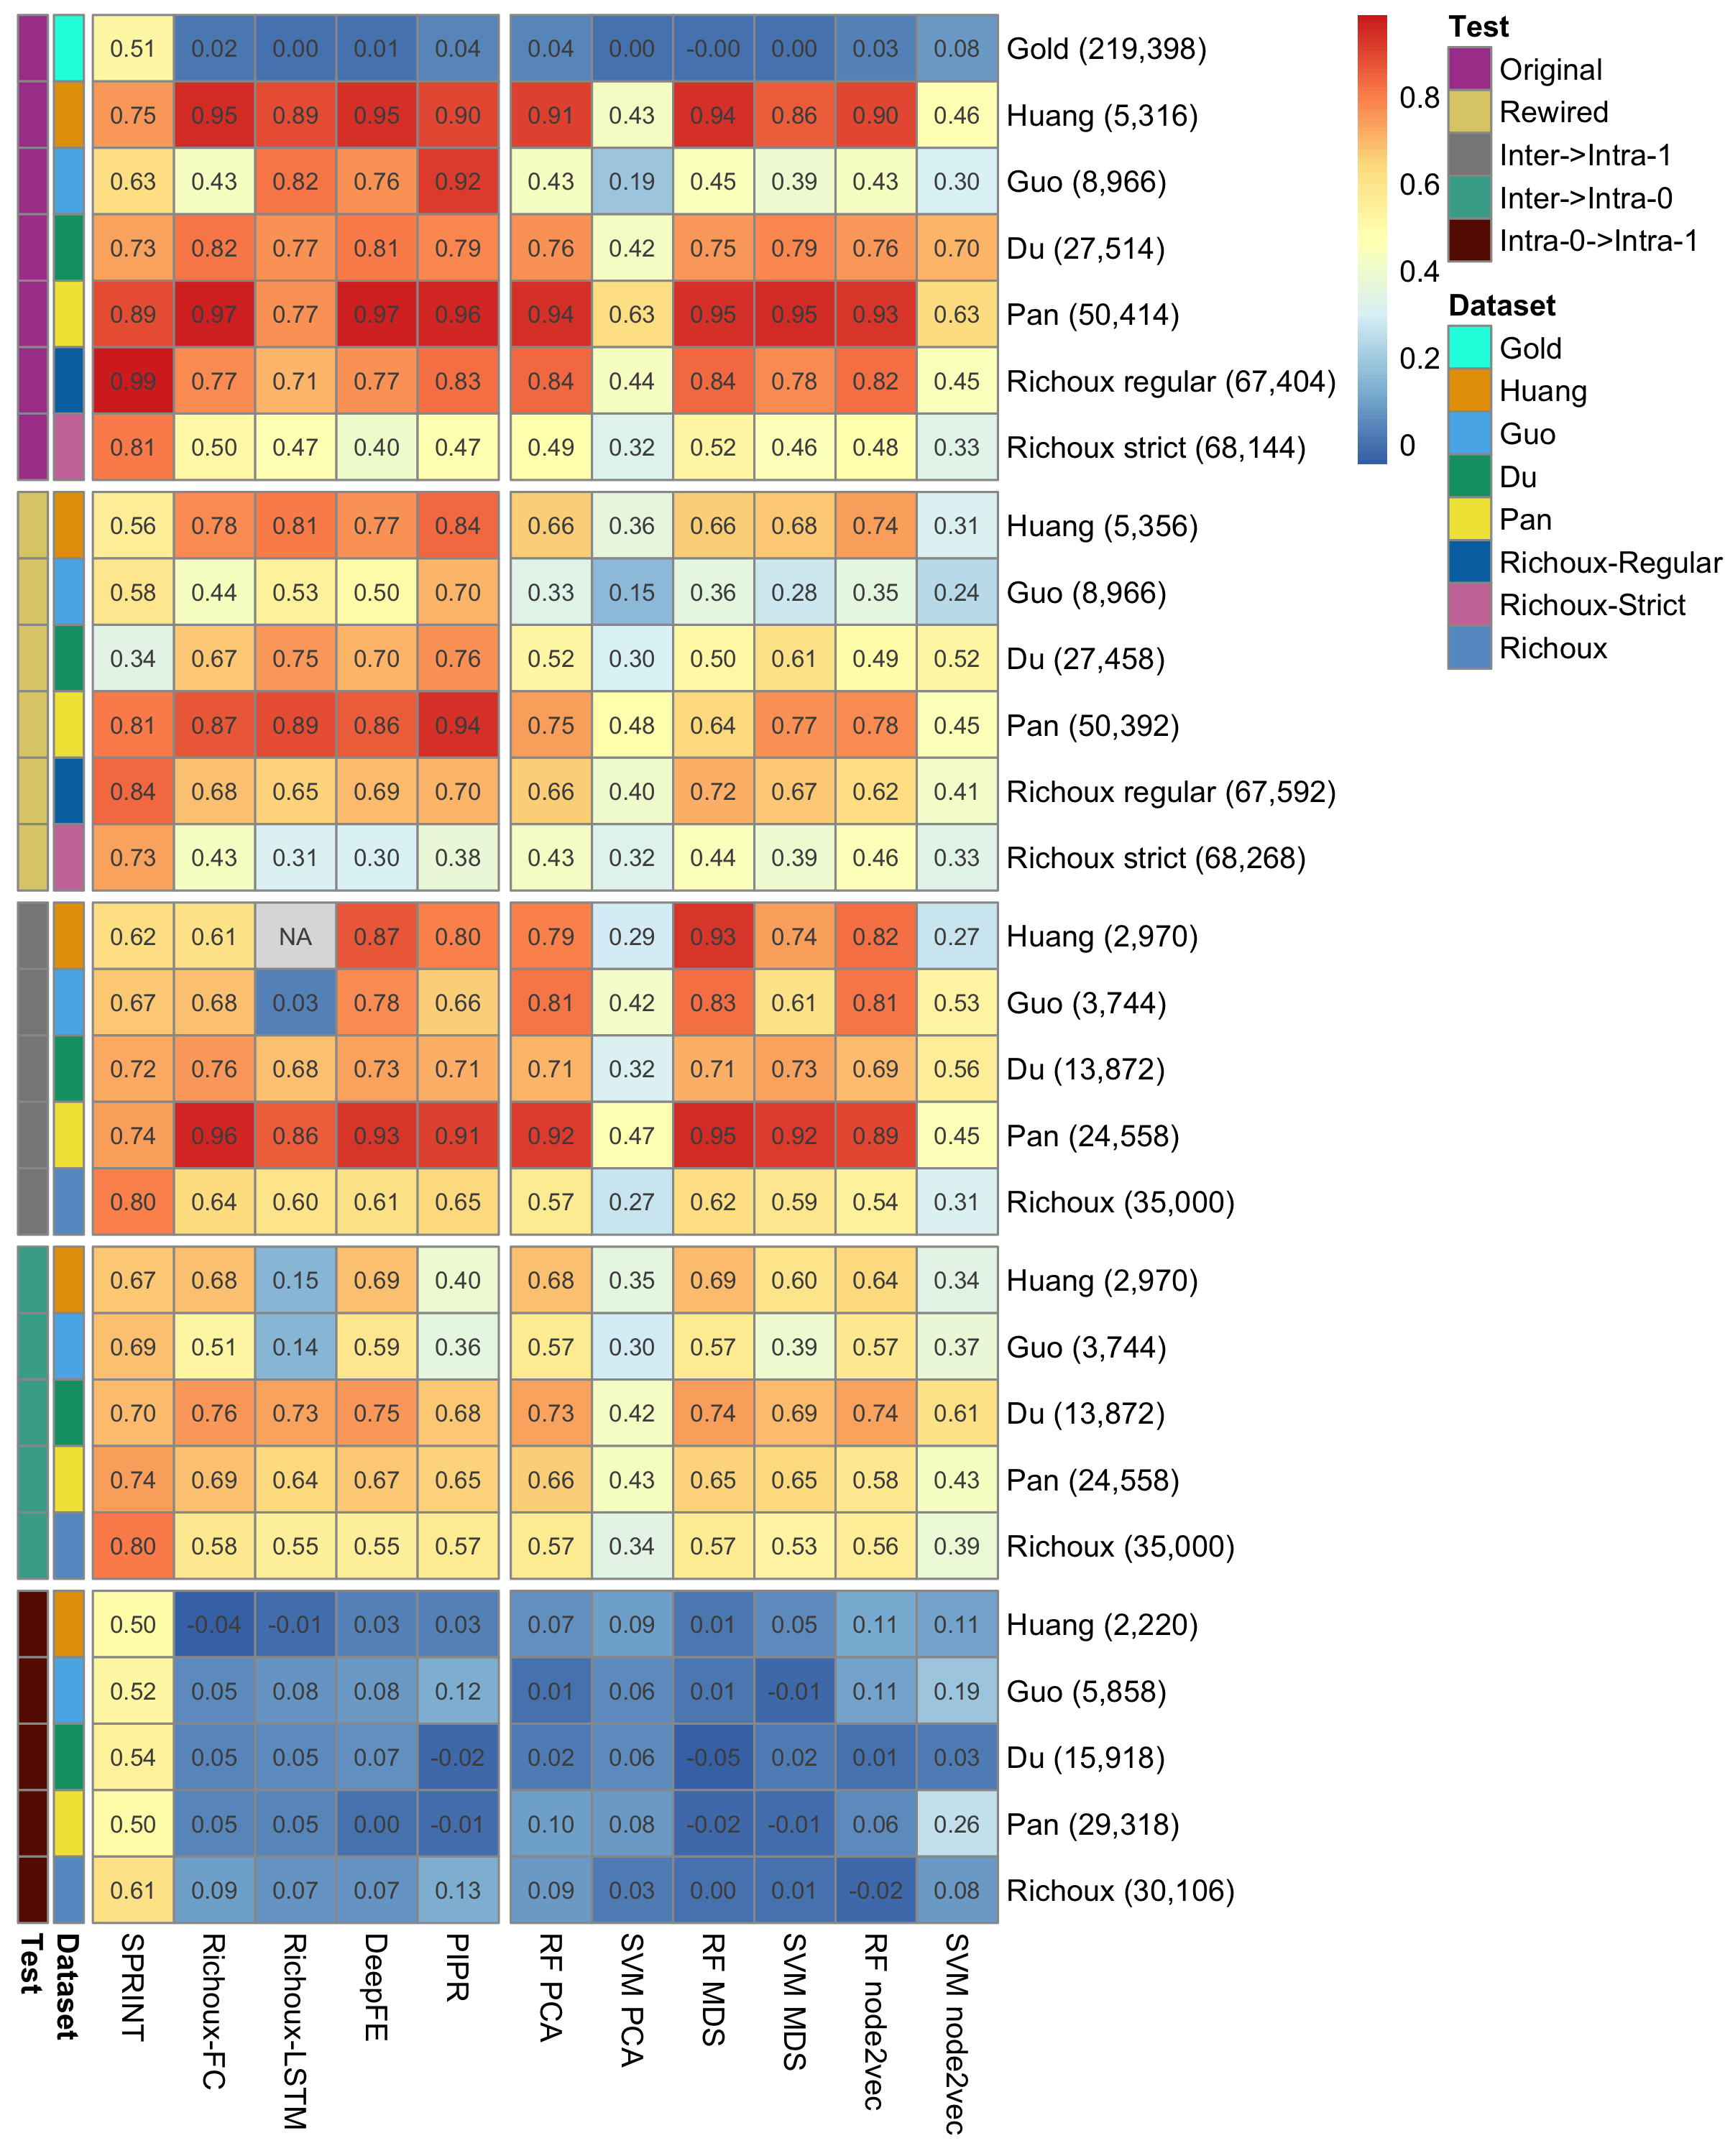 0.51 0.02 0.00 0.01 0.04 0.04 0.00 -0.00 0.00 0.03 0.08 Gold (219,398)
0.75 0.95 0.89 0.95 0.90 0.91 0.43 0.94 0.86 0.90 0.46 Huang (5,316)
0.63 0.43 0.82 0.76 0.92 0.43 0.19 0.45 0.39 0.43 0.30 Guo (8,966)
0.73 0.82 0.77 0.81 0.79 0.76 0.42 0.75 0.79 0.76 0.70 Du (27,514)
0.89 0.97 0.77 0.97 0.96 0.94 0.63 0.95 0.95 0.93 0.63 Pan (50,414)
0.99 0.77 0.71 0.77 0.83 0.84 0.44 0.84 0.78 0.82 0.45 Richoux regular (67,404)
0.81 0.50 0.47 0.40 0.47 0.49 0.32 0.52 0.46 0.48 0.33 Richoux strict (68,144)
0.56 0.78 0.81 0.77 0.84 0.66 0.36 0.66 0.68 0.74 0.31 Huang (5,356)
0.58 0.44 0.53 0.50 0.70 0.33 0.15 0.36 0.28 0.35 0.24 Guo (8,966)
0.34 0.67 0.75 0.70 0.76 0.52 0.30 0.50 0.61 0.49 0.52 Du (27,458)
0.81 0.87 0.89 0.86 0.94 0.75 0.48 0.64 0.77 0.78 0.45 Pan (50,392)
0.84 0.68 0.65 0.69 0.70 0.66 0.40 0.72 0.67 0.62 0.41 Richoux regular (67,592)
0.73 0.43 0.31 0.30 0.38 0.43 0.32 0.44 0.39 0.46 0.33 Richoux strict (68,268)
0.62 0.61 NA 0.87 0.80 0.79 0.29 0.93 0.74 0.82 0.27 Huang (2,970)
0.67 0.68 0.03 0.78 0.66 0.81 0.42 0.83 0.61 0.81 0.53 Guo (3,744)
0.72 0.76 0.68 0.73 0.71 0.71 0.32 0.71 0.73 0.69 0.56 Du (13,872)
0.74 0.96 0.86 0.93 0.91 0.92 0.47 0.95 0.92 0.89 0.45 Pan (24,558)
0.80 0.64 0.60 0.61 0.65 0.57 0.27 0.62 0.59 0.54 0.31 Richoux (35,000)
0.67 0.68 0.15 0.69 0.40 0.68 0.35 0.69 0.60 0.64 0.34 Huang (2,970)
0.69 0.51 0.14 0.59 0.36 0.57 0.30 0.57 0.39 0.57 0.37 Guo (3,744)
0.70 0.76 0.73 0.75 0.68 0.73 0.42 0.74 0.69 0.74 0.61 Du (13,872)
0.74 0.69 0.64 0.67 0.65 0.66 0.43 0.65 0.65 0.58 0.43 Pan (24,558)
0.80 0.58 0.55 0.55 0.57 0.57 0.34 0.57 0.53 0.56 0.39 Richoux (35,000)
0.50 -0.04 -0.01 0.03 0.03 0.07 0.09 0.01 0.05 0.11 0.11 Huang (2,220)
0.52 0.05 0.08 0.08 0.12 0.01 0.06 0.01 -0.01 0.11 0.19 Guo (5,858)
0.54 0.05 0.05 0.07 -0.02 0.02 0.06 -0.05 0.02 0.01 0.03 Du (15,918)
0.50 0.05 0.05 0.00 -0.01 0.10 0.08 -0.02 -0.01 0.06 0.26 Pan (29,318)
0.61 0.09 0.07 0.07 0.13 0.09 0.03 0.00 0.01 -0.02 0.08 Richoux (30,106)
Test
Dataset
SPRINT
Richoux-FC
Richoux-LSTM
DeepFE
PIPR
RF PCA
SVM PCA
RF MDS
SVM MDS
RF node2vec
SVM node2vec
0.8
0.6
0.4
0.2
0
Test
Original
Rewired
Inter->Intra-1
Inter->Intra-0
Intra-0->Intra-1
Dataset
Gold
Huang
Guo
Du
Pan
Richoux-Regular
Richoux-Strict
Richoux